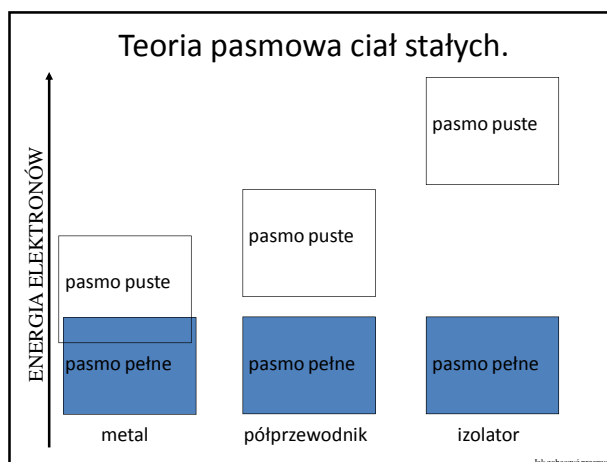 Teoria pasmowa ciał stałych.
ENERGIA ELEKTRONÓW
pasmo puste
pasmo puste
pasmo puste
pasmo pełne
pasmo pełne
pasmo pełne
metal
półprzewodnik
izolator